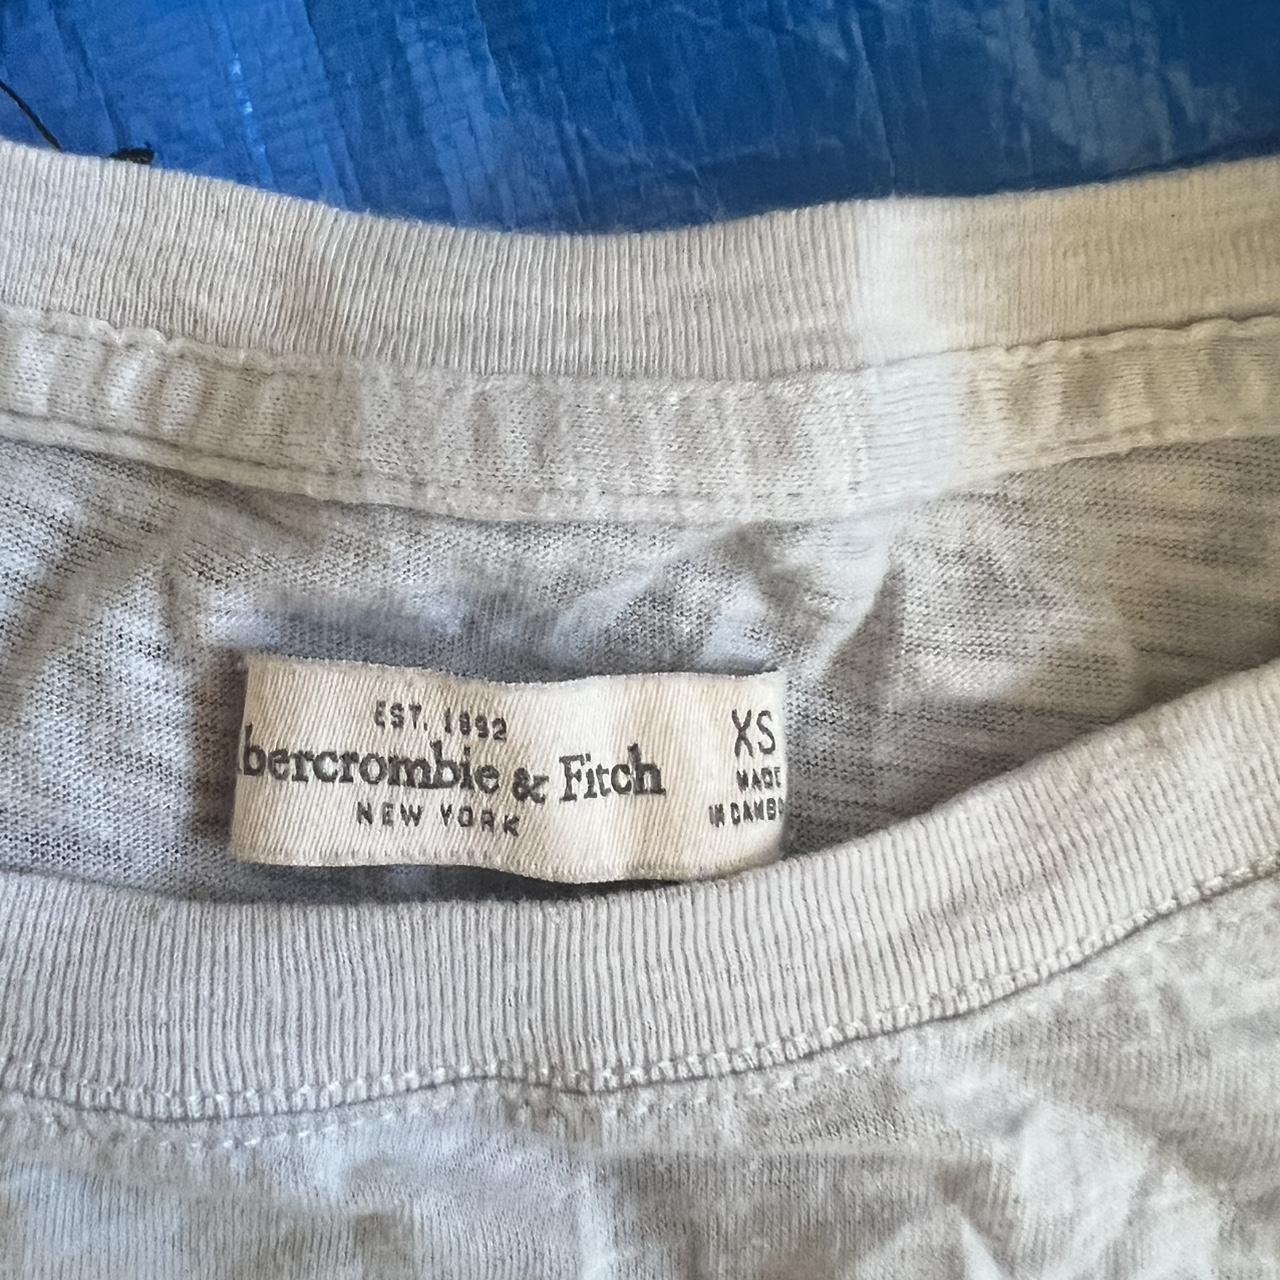 EST. 1892
bercrombie & Fitch
NEW YORK
XS
MADE
IN CAMBO